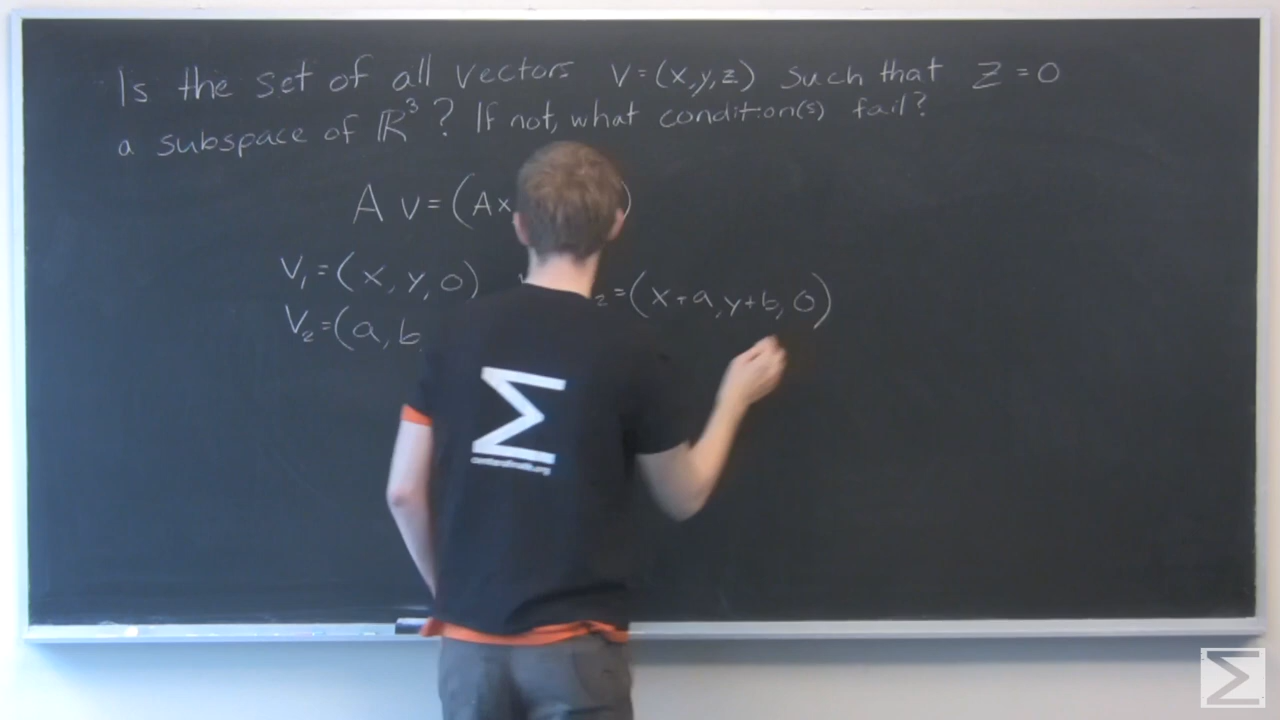 Is the set of all vectors V=(x,y,z) such that Z=0
a subspace of ℝ³? If not, what condition(s) fail?
A v=(Ax )
V₁=(x, y, 0) ₂=(x+a, y+b, 0)
V₂=(a, b
Σ
Σ